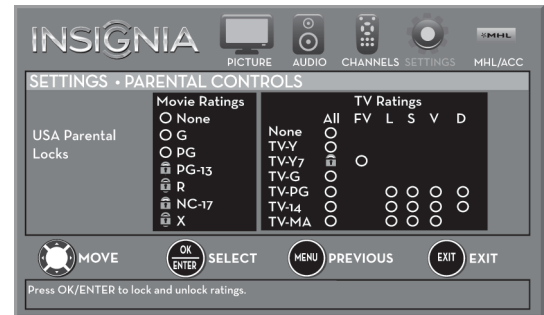 INSIGNIA
PICTURE AUDIO CHANNELS SETTINGS MHL/ACC
MHL
SETTINGS • PARENTAL CONTROLS
USA Parental
Locks
Movie Ratings
None
G
PG
PG-13
R
NC-17
X
TV Ratings
All FV L S V D
None
TV-Y
TV-Y7
TV-G
TV-PG
TV-14
TV-MA
MOVE
OK
ENTER
SELECT
MENU
PREVIOUS
EXIT
EXIT
Press OK/ENTER to lock and unlock ratings.